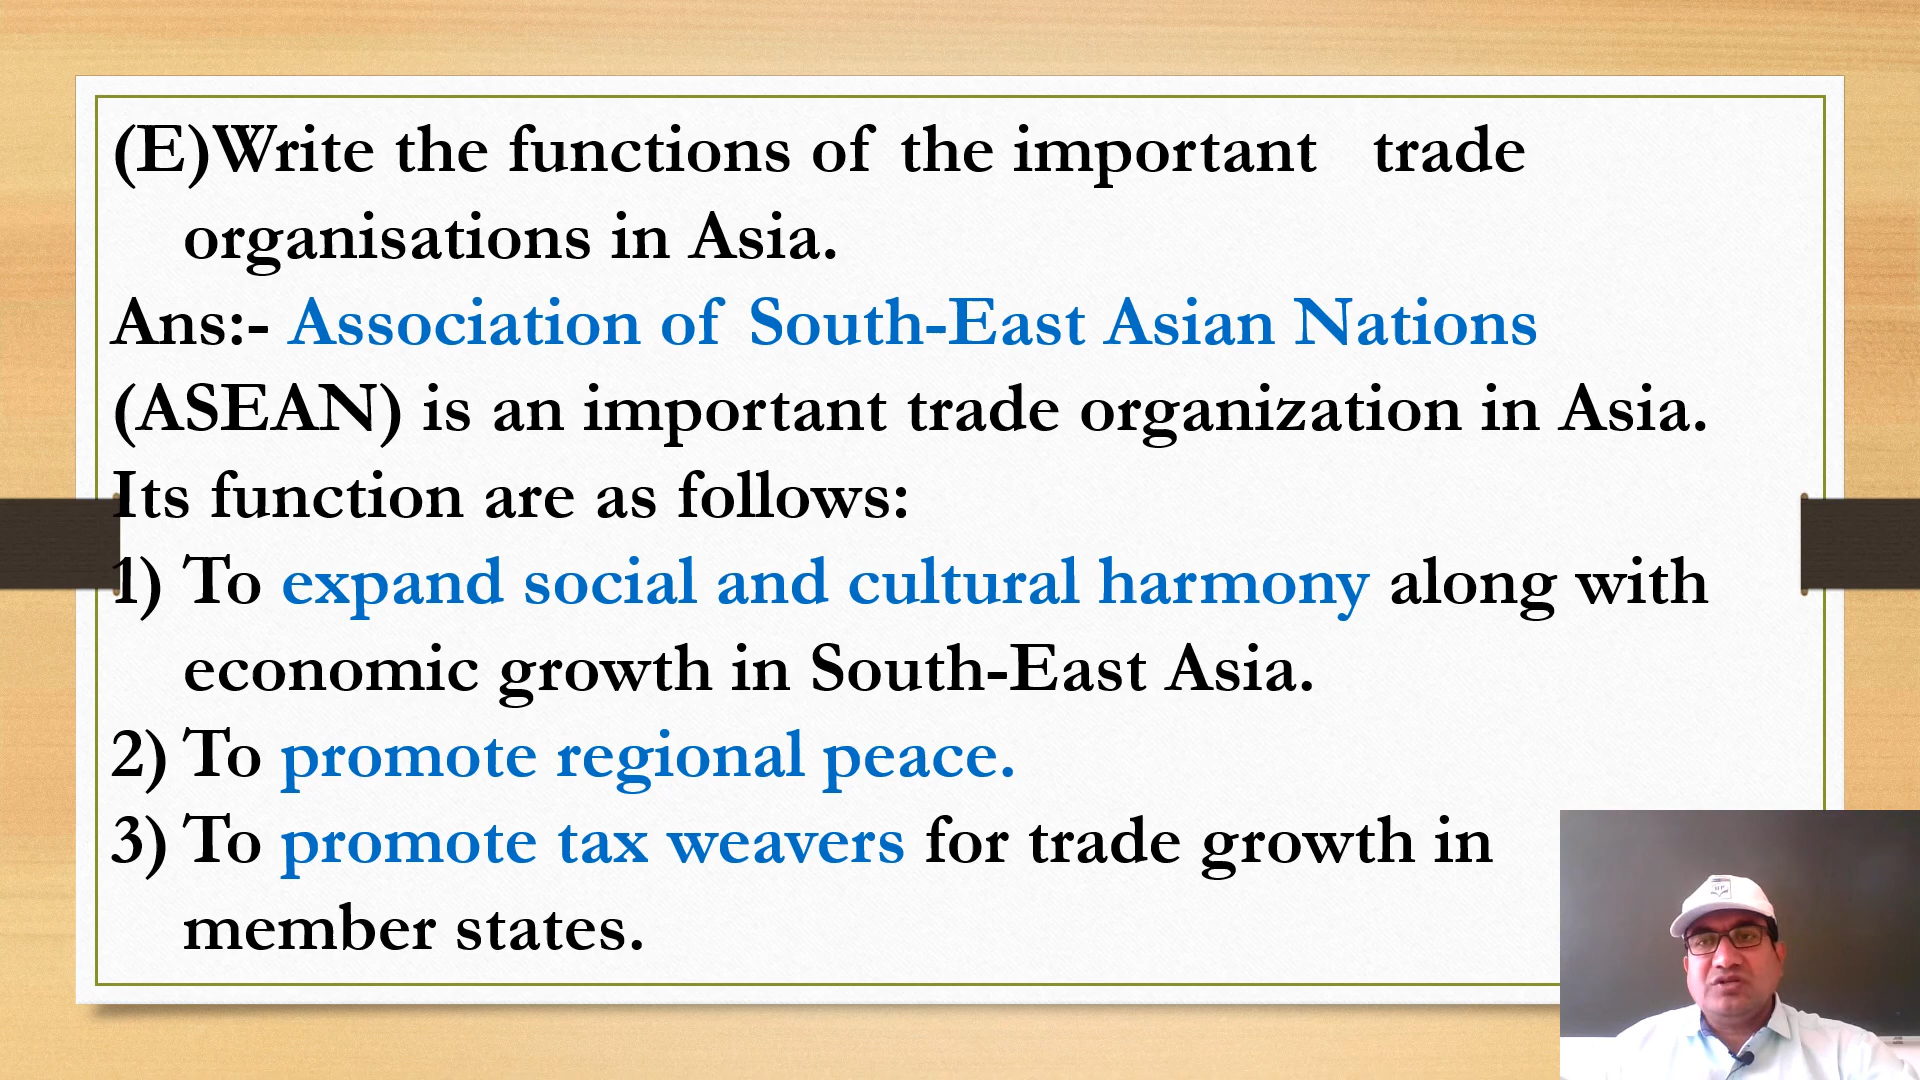 (E)Write the functions of the important trade
organisations in Asia.
Ans:- Association of South-East Asian Nations
(ASEAN) is an important trade organization in Asia.
Its function are as follows:
1) To expand social and cultural harmony along with
economic growth in South-East Asia.
2) To promote regional peace.
3) To promote tax weavers for trade growth in
member states.